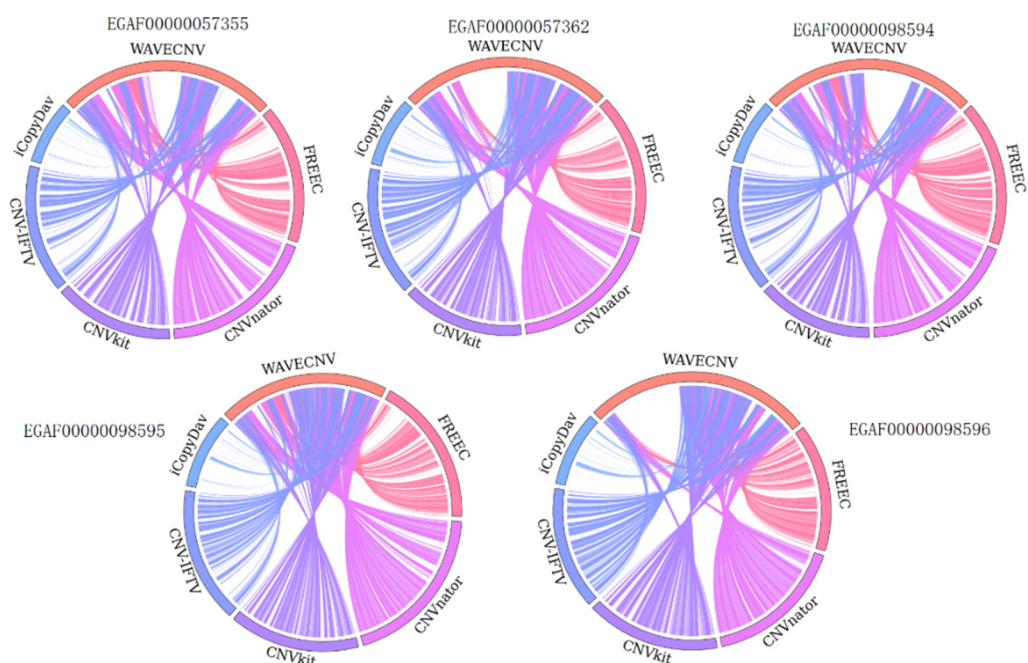 EGAF00000057355
WAVECNV
iCopyDav
FREEC
CNV-IFTV
CNVkit
CNVnator
EGAF00000057362
WAVECNV
iCopyDav
FREEC
CNV-IFTV
CNVkit
CNVnator
EGAF00000098594
WAVECNV
iCopyDav
FREEC
CNV-IFTV
CNVkit
CNVnator
EGAF00000098595
WAVECNV
iCopyDav
FREEC
CNV-IFTV
CNVkit
CNVnator
EGAF00000098596
WAVECNV
iCopyDav
FREEC
CNV-IFTV
CNVkit
CNVnator